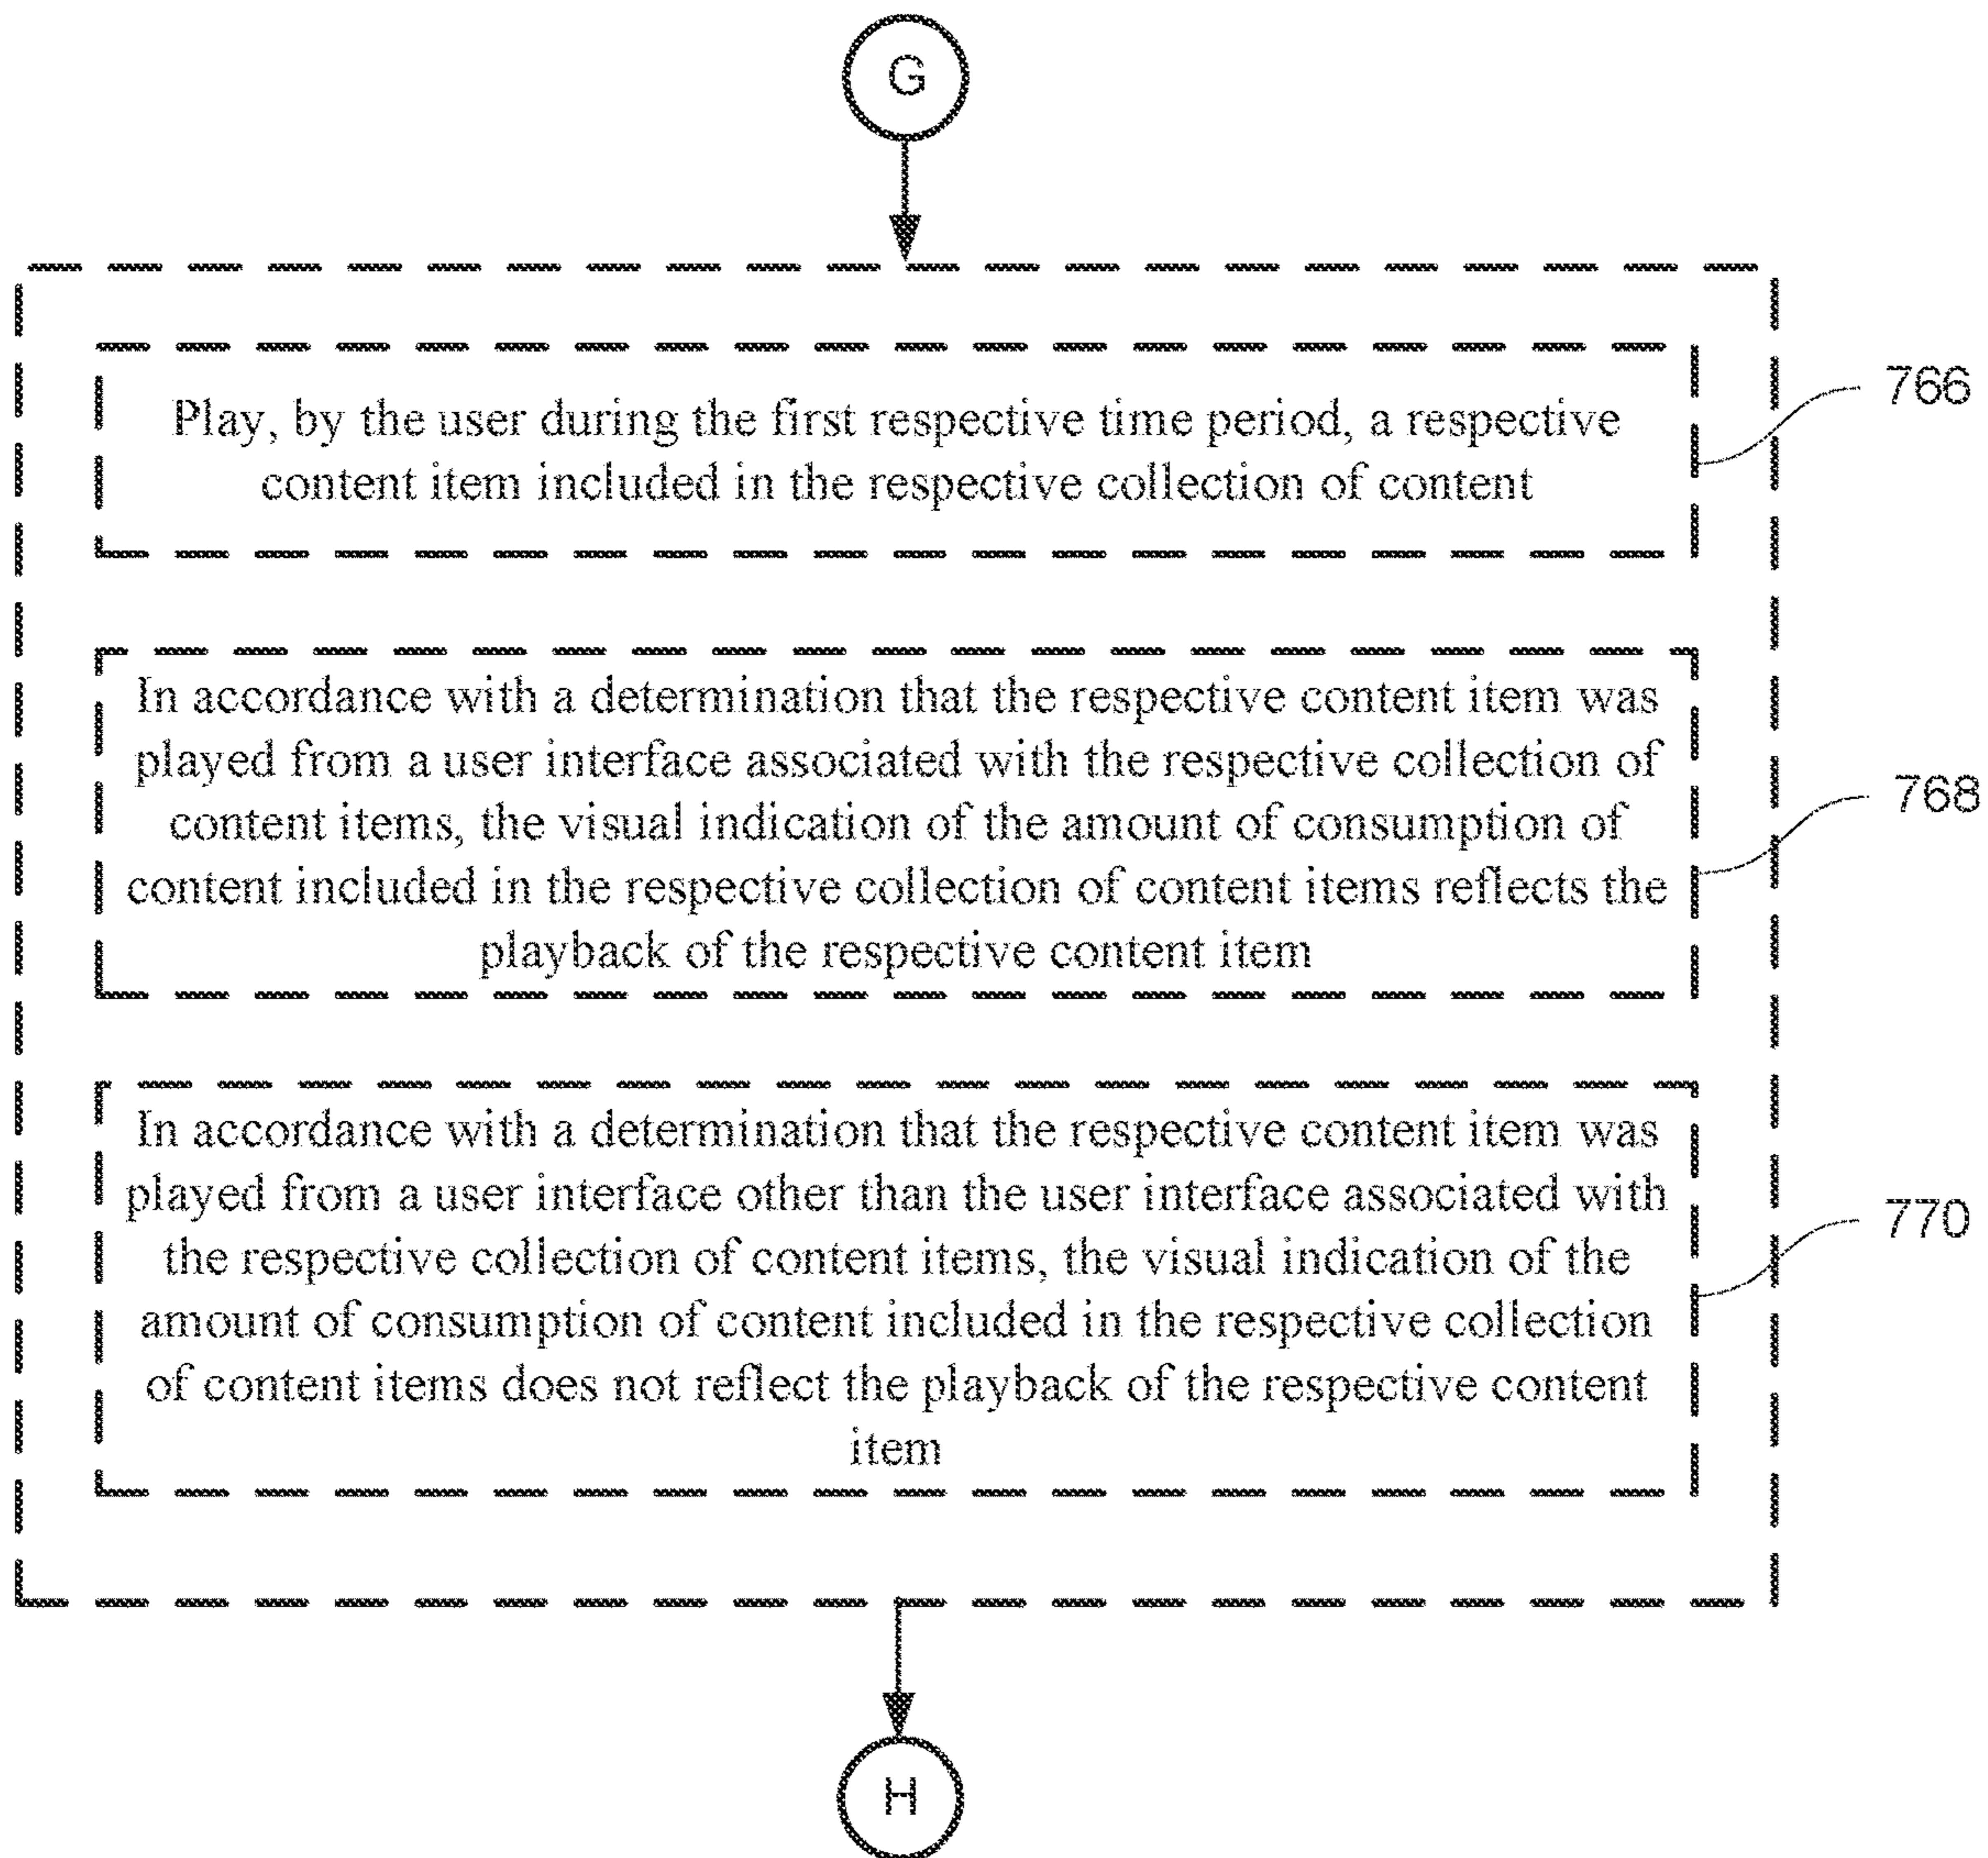 G
Play, by the user during the first respective time period, a respective
content item included in the respective collection of content
766
In accordance with a determination that the respective content item was
played from a user interface associated with the respective collection of
content items, the visual indication of the amount of consumption of
content included in the respective collection of content items reflects the
playback of the respective content item
768
In accordance with a determination that the respective content item was
played from a user interface other than the user interface associated with
the respective collection of content items, the visual indication of the
amount of consumption of content included in the respective collection
of content items does not reflect the playback of the respective content
item
770
H